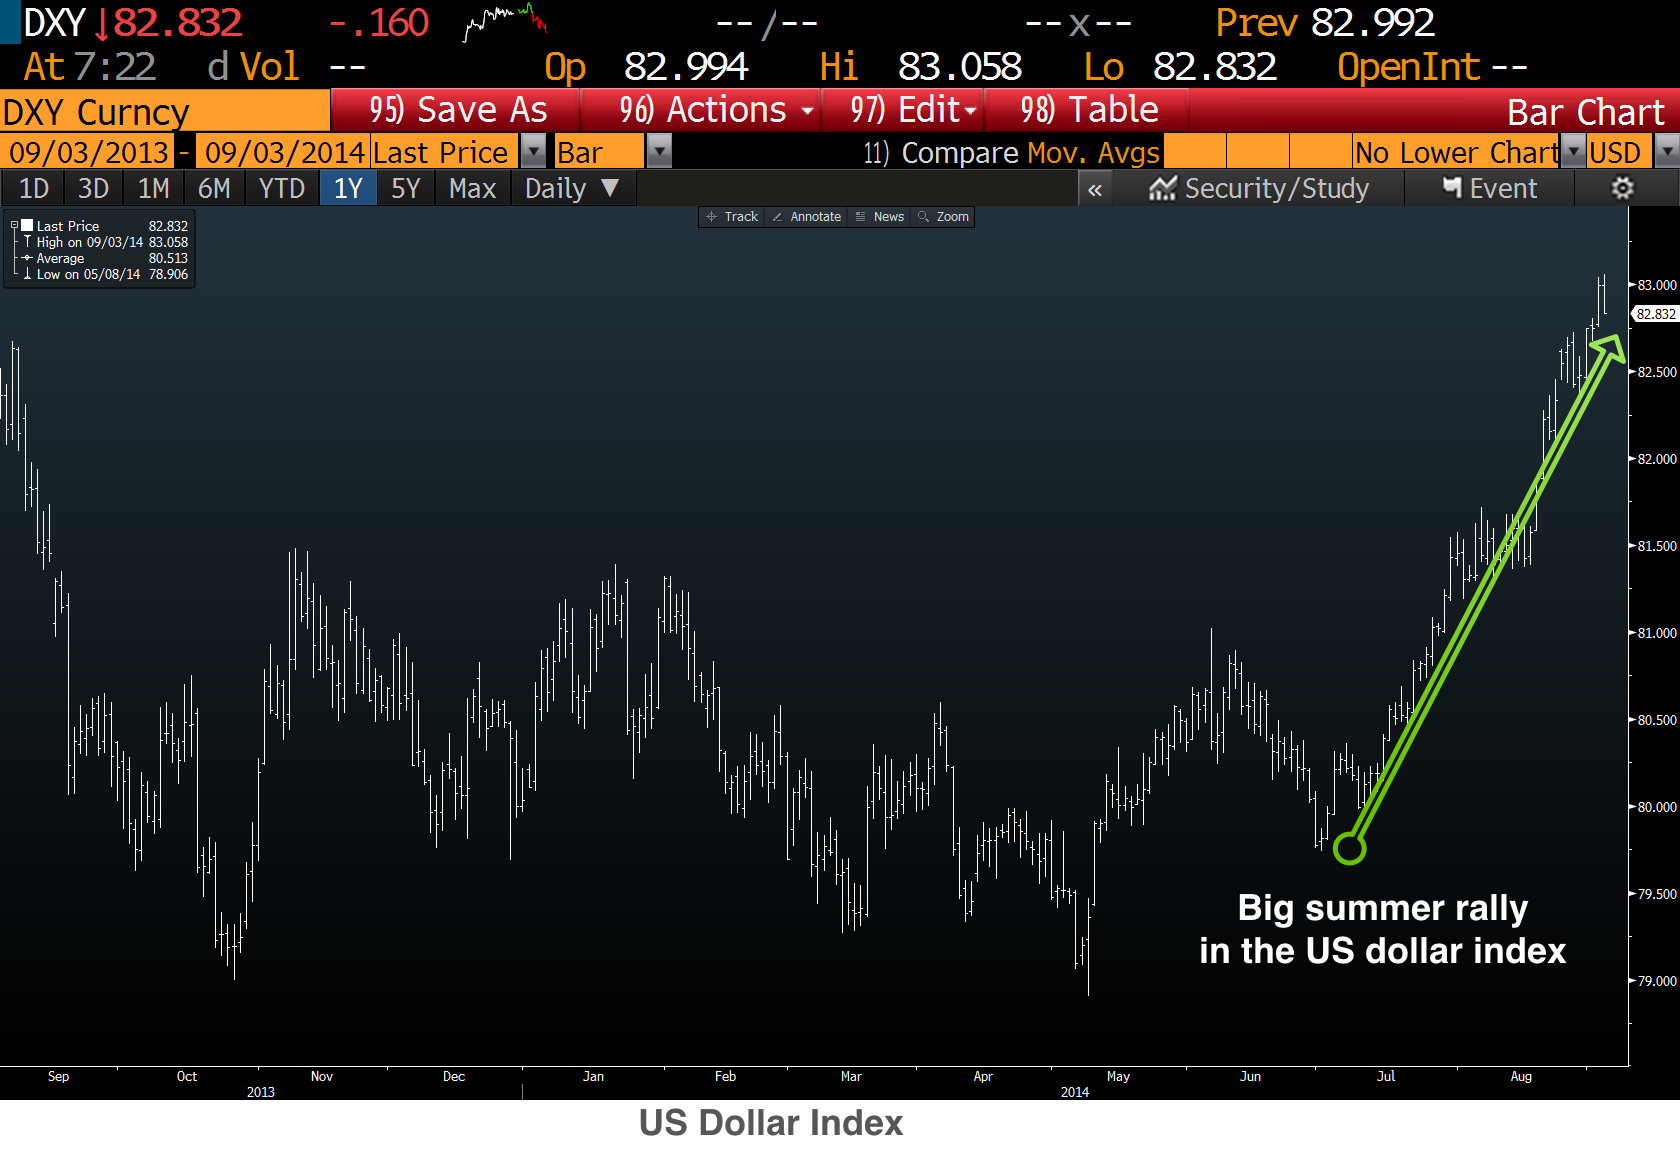 DXY ↓82.832 -.160 --/-- --x-- Prev 82.992
At 7:22 d Vol -- Op 82.994 Hi 83.058 Lo 82.832 OpenInt --
DXY Curncy 95) Save As 96) Actions 97) Edit 98) Table Bar Chart
09/03/2013 - 09/03/2014 Last Price Bar 11) Compare Mov. Avgs No Lower Chart USD
1D 3D 1M 6M YTD 1Y 5Y Max Daily ▼ « Security/Study Event
Track Annotate News Zoom
Last Price 82.832
High on 09/03/14 83.058
Average 80.513
Low on 05/08/14 78.906
83.000
82.832
82.500
82.000
81.500
81.000
80.500
80.000
79.500
79.000
Big summer rally
in the US dollar index
Sep Oct Nov Dec Jan Feb Mar Apr May Jun Jul Aug
2013 2014
US Dollar Index